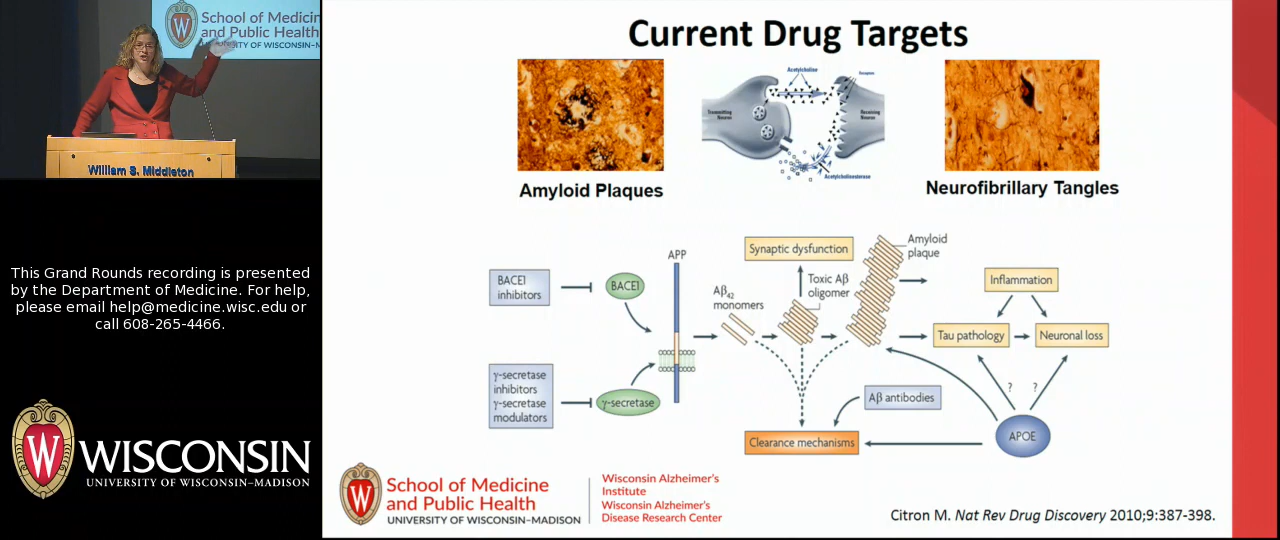 School of Medicine
and Public Health
UNIVERSITY OF WISCONSIN–M
William S. Middleton
This Grand Rounds recording is presented
by the Department of Medicine. For help,
please email help@medicine.wisc.edu or
call 608-265-4466.
W
WISCONSIN
UNIVERSITY OF WISCONSIN–MADISON
Current Drug Targets
Acetylcholine
Transmitting
Neuron
Receiving
Neuron
Acetylcholinesterase
Amyloid Plaques
Neurofibrillary Tangles
BACE1
inhibitors
BACE1
APP
γ-secretase
inhibitors
γ-secretase
modulators
γ-secretase
Aβ42
monomers
Synaptic dysfunction
Toxic Aβ
oligomer
Amyloid
plaque
Inflammation
Tau pathology
Neuronal loss
Aβ antibodies
? ?
Clearance mechanisms
APOE
W
School of Medicine
and Public Health
UNIVERSITY OF WISCONSIN–MADISON
Wisconsin Alzheimer's
Institute
Wisconsin Alzheimer's
Disease Research Center
Citron M. Nat Rev Drug Discovery 2010;9:387-398.